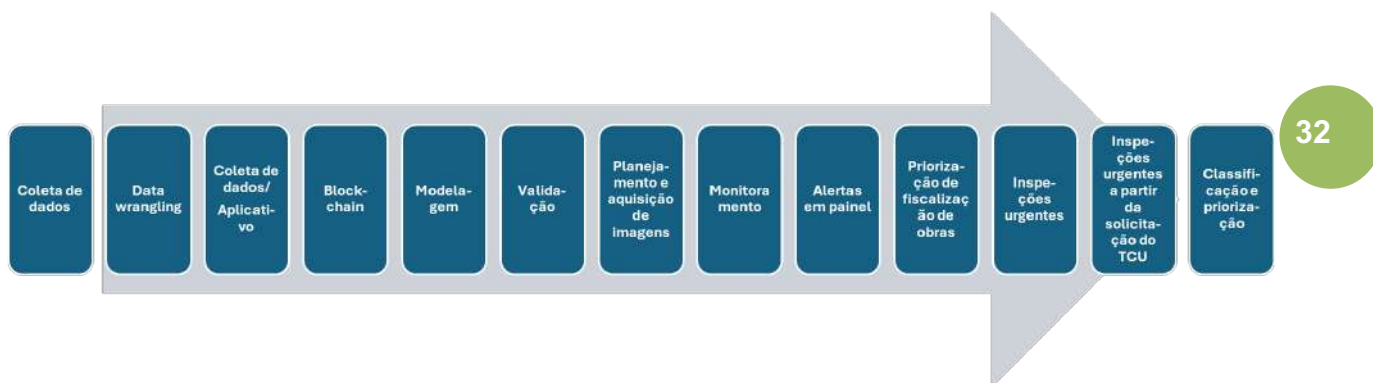 Coleta de
dados
Data
wrangling
Coleta de
dados/
Aplicati-
vo
Block-
chain
Modela-
gem
Valida-
ção
Planeja-
mento e
aquisição
de
imagens
Monitora
mento
Alertas
em painel
Prioriza-
ção de
fiscalizaç
ão de
obras
Inspe-
ções
urgentes
Inspe-
ções
urgentes
a partir
da
solicita-
ção do
TCU
Classifi-
cação e
prioriza-
ção
32